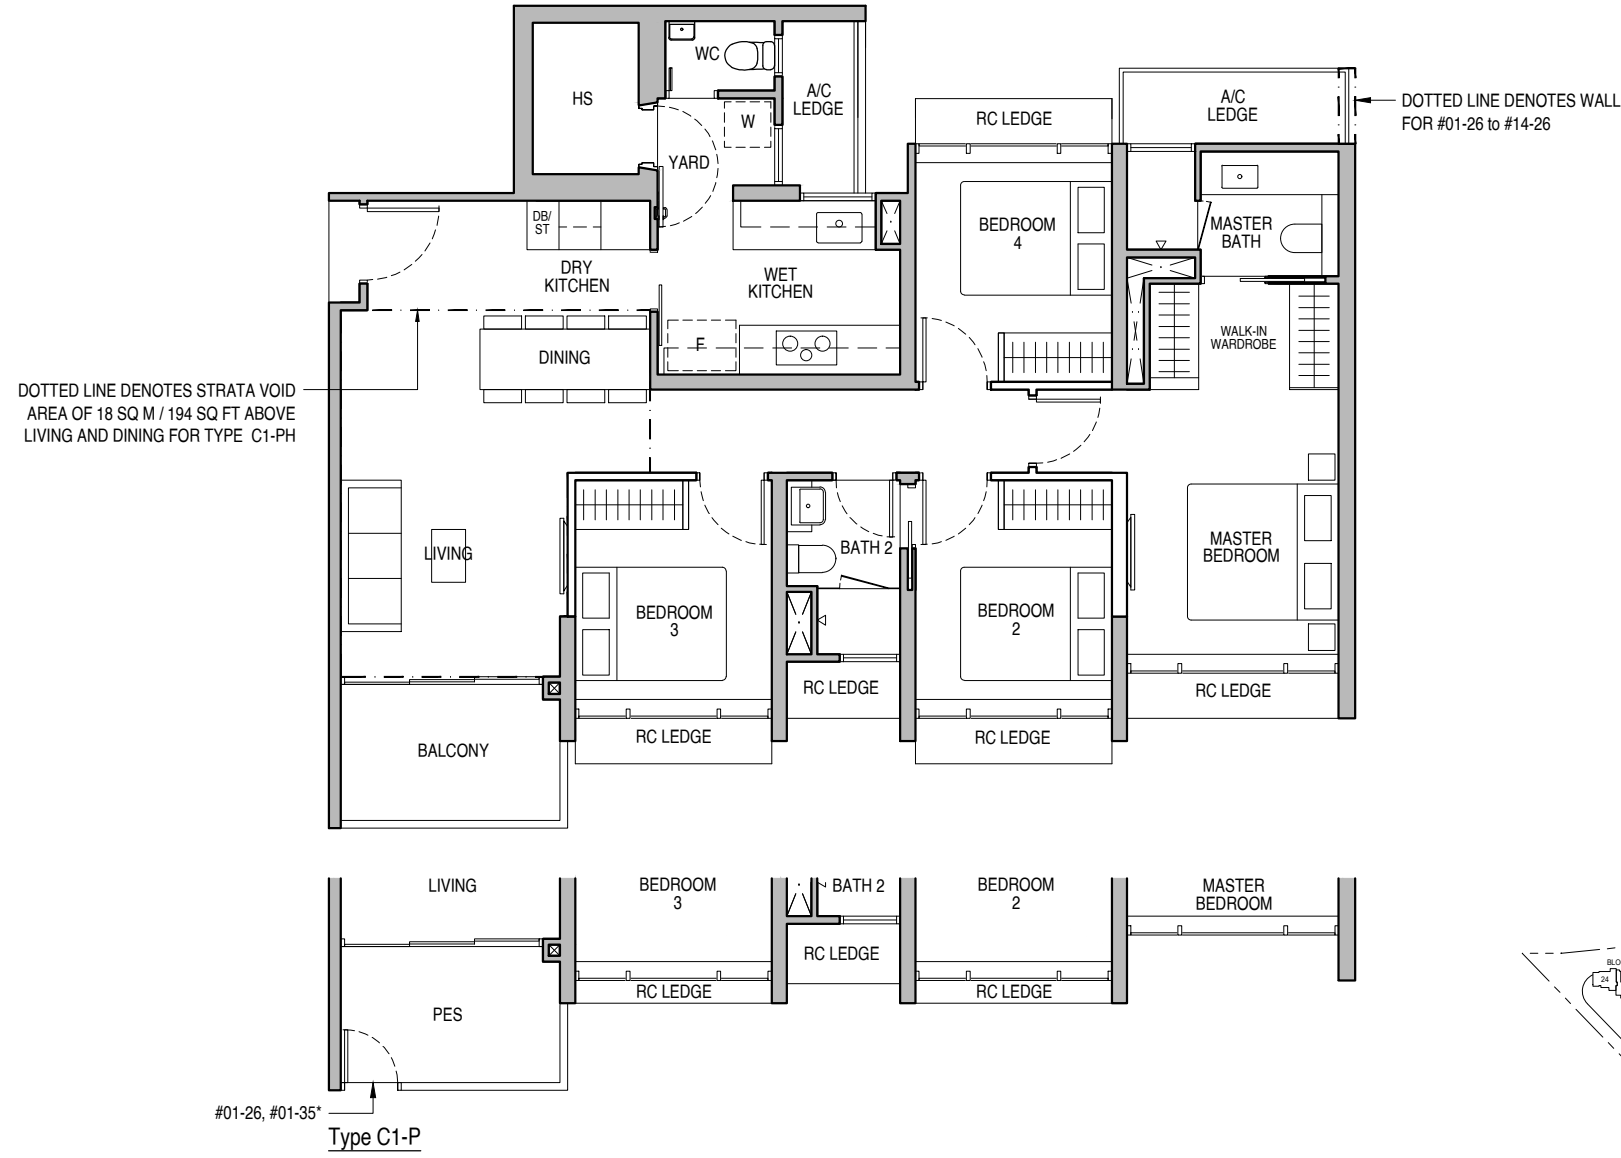 WC
HS
A/C
LEDGE
W
YARD
RC LEDGE
A/C
LEDGE
DOTTED LINE DENOTES WALL
FOR #01-26 to #14-26
DB/
ST
DRY
KITCHEN
WET
KITCHEN
BEDROOM
4
MASTER
BATH
WALK-IN
WARDROBE
F
DINING
DOTTED LINE DENOTES STRATA VOID
AREA OF 18 SQ M / 194 SQ FT ABOVE
LIVING AND DINING FOR TYPE C1-PH
LIVING
BATH 2
MASTER
BEDROOM
BEDROOM
3
BEDROOM
2
RC LEDGE
RC LEDGE
RC LEDGE
RC LEDGE
BALCONY
LIVING
BEDROOM
3
BATH 2
BEDROOM
2
MASTER
BEDROOM
RC LEDGE
RC LEDGE
RC LEDGE
PES
BLO
24
#01-26, #01-35*
Type C1-P